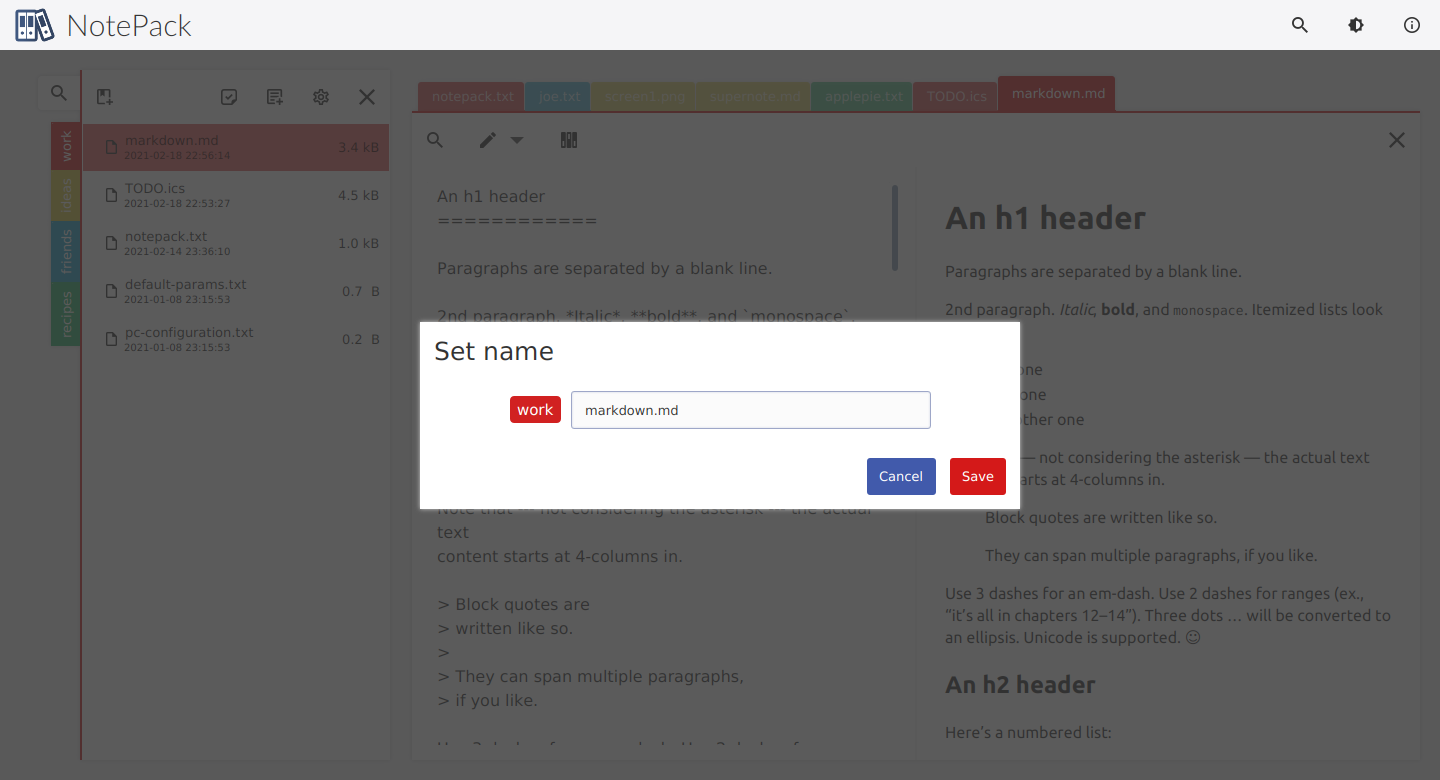 NotePack
work
ideas
friends
recipes
markdown.md
2021-02-18 22:56:14
3.4 kB
TODO.ics
2021-02-18 22:53:27
4.5 kB
notepack.txt
2021-02-14 23:36:10
1.0 kB
default-params.txt
2021-01-08 23:15:53
0.7 B
pc-configuration.txt
2021-01-08 23:15:53
0.2 B
notepack.txt
joe.txt
screen1.png
supernote.md
applepie.txt
TODO.ics
markdown.md
An h1 header
============
Paragraphs are separated by a blank line.
2nd paragraph. *Italic*, **bold**, and `monospace`.
Note that --- not considering the asterisk --- the actual
text
content starts at 4-columns in.
> Block quotes are
> written like so.
>
> They can span multiple paragraphs,
> if you like.
An h1 header
Paragraphs are separated by a blank line.
2nd paragraph. Italic, bold, and monospace. Itemized lists look
one
one
other one
— not considering the asterisk — the actual text
starts at 4-columns in.
Block quotes are written like so.
They can span multiple paragraphs, if you like.
Use 3 dashes for an em-dash. Use 2 dashes for ranges (ex.,
“it’s all in chapters 12–14”). Three dots … will be converted to
an ellipsis. Unicode is supported. ☺
An h2 header
Here’s a numbered list:
Set name
work
markdown.md
Cancel
Save